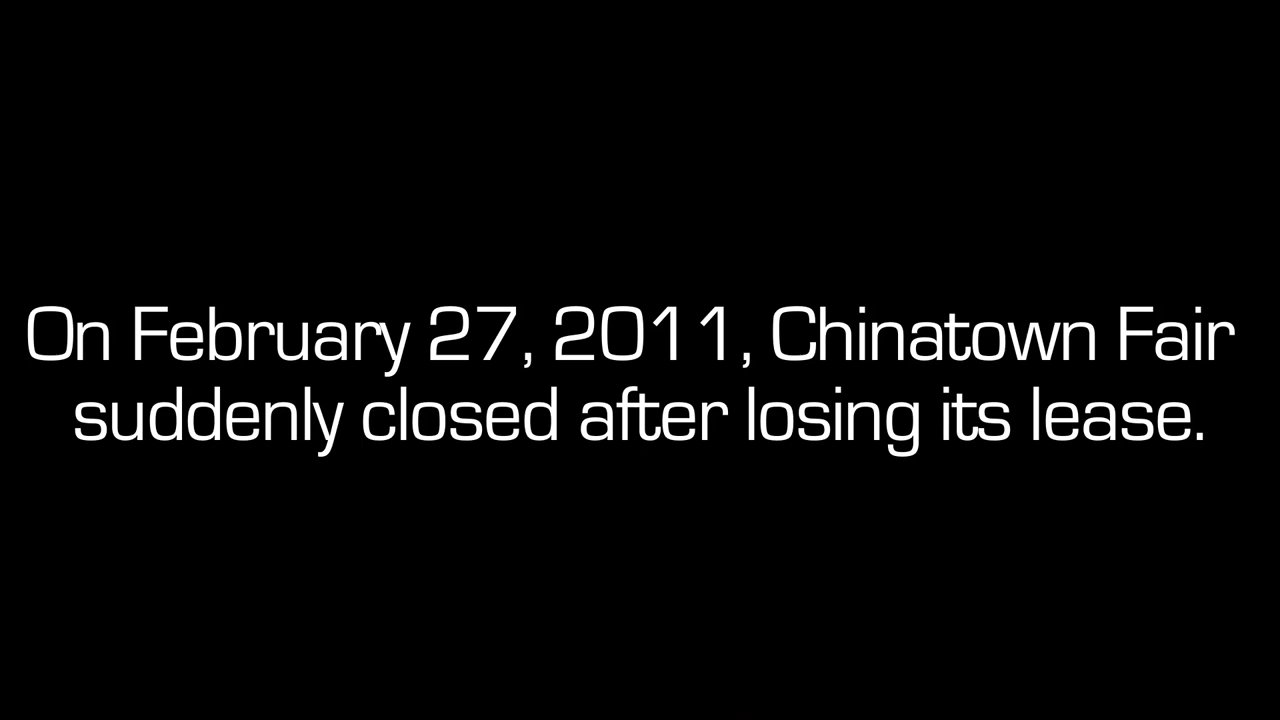 On February 27, 2011, Chinatown Fair
suddenly closed after losing its lease.